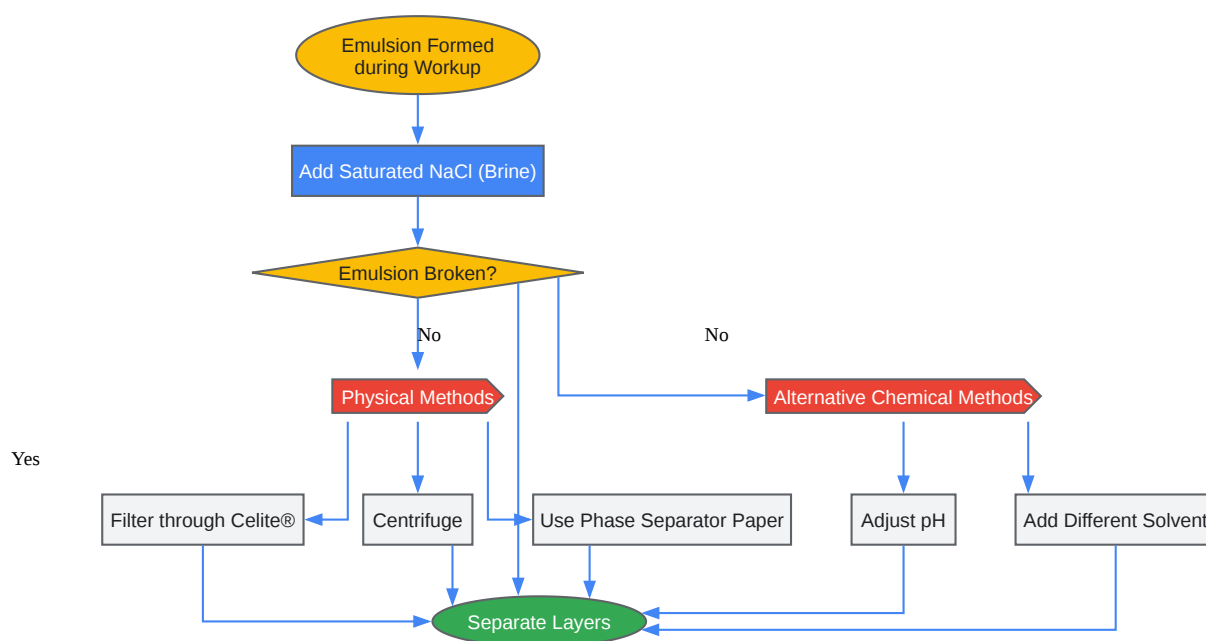 Emulsion Formed
during Workup
Add Saturated NaCl (Brine)
Emulsion Broken?
No
No
Physical Methods
Alternative Chemical Methods
Yes
Filter through Celite®
Centrifuge
Use Phase Separator Paper
Adjust pH
Add Different Solvent
Separate Layers